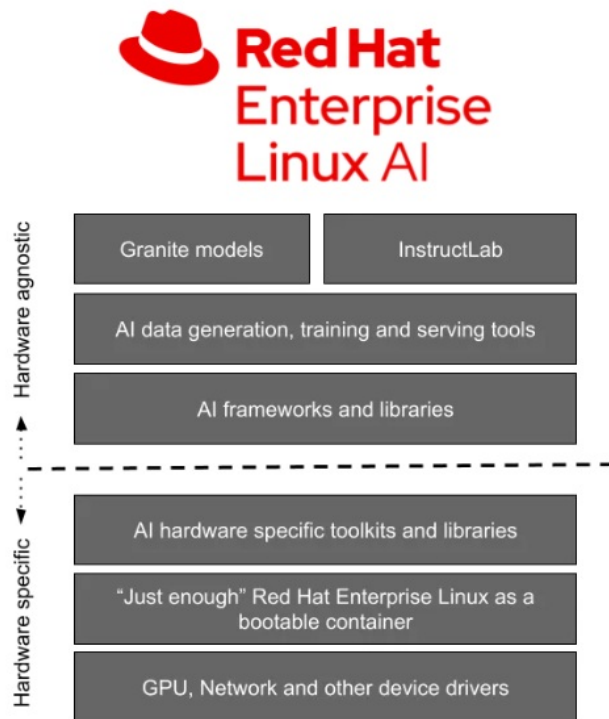 Red Hat
Enterprise
Linux AI
Hardware agnostic
Granite models
InstructLab
AI data generation, training and serving tools
AI frameworks and libraries
Hardware specific
AI hardware specific toolkits and libraries
“Just enough” Red Hat Enterprise Linux as a
bootable container
GPU, Network and other device drivers